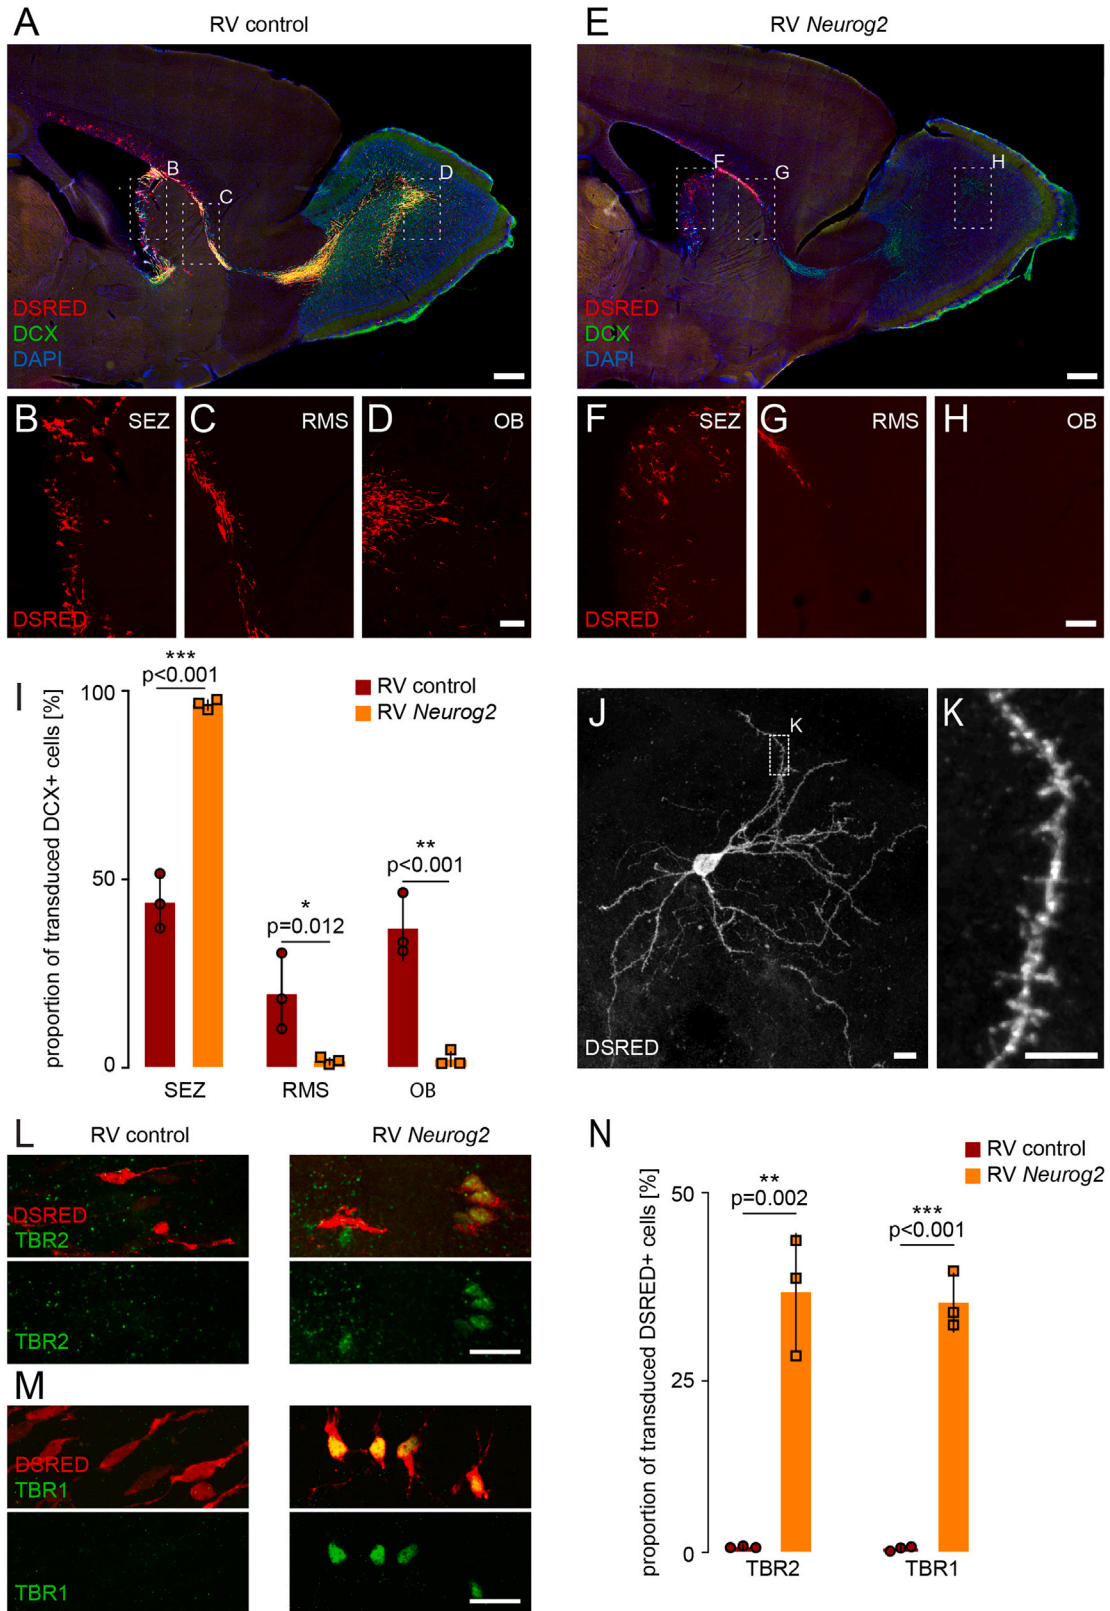 A
RV control
B
C
D
DSRED
DCX
DAPI
E
RV Neurog2
F
G
H
DSRED
DCX
DAPI
B
SEZ
DSRED
C
RMS
D
OB
F
SEZ
DSRED
G
RMS
H
OB
I
proportion of transduced DCX+ cells [%]
100
50
0
***
p<0.001
*
p=0.012
**
p<0.001
RV control
RV Neurog2
SEZ
RMS
OB
J
K
DSRED
K
L
RV control
RV Neurog2
DSRED
TBR2
TBR2
M
DSRED
TBR1
TBR1
N
proportion of transduced DSRED+ cells [%]
50
25
0
**
p=0.002
***
p<0.001
RV control
RV Neurog2
TBR2
TBR1